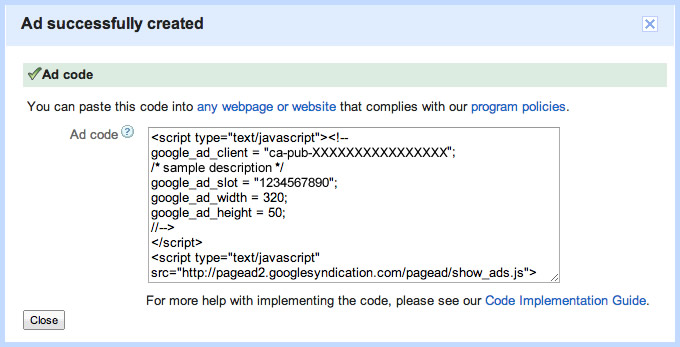 Ad successfully created
Ad code
You can paste this code into any webpage or website that complies with our program policies.
Ad code ?
<script type="text/javascript"><!--
google_ad_client = "ca-pub-XXXXXXXXXXXXXXXX";
/* sample description */
google_ad_slot = "1234567890";
google_ad_width = 320;
google_ad_height = 50;
//-->
</script>
<script type="text/javascript"
src="http://pagead2.googlesyndication.com/pagead/show_ads.js">
For more help with implementing the code, please see our Code Implementation Guide.
Close